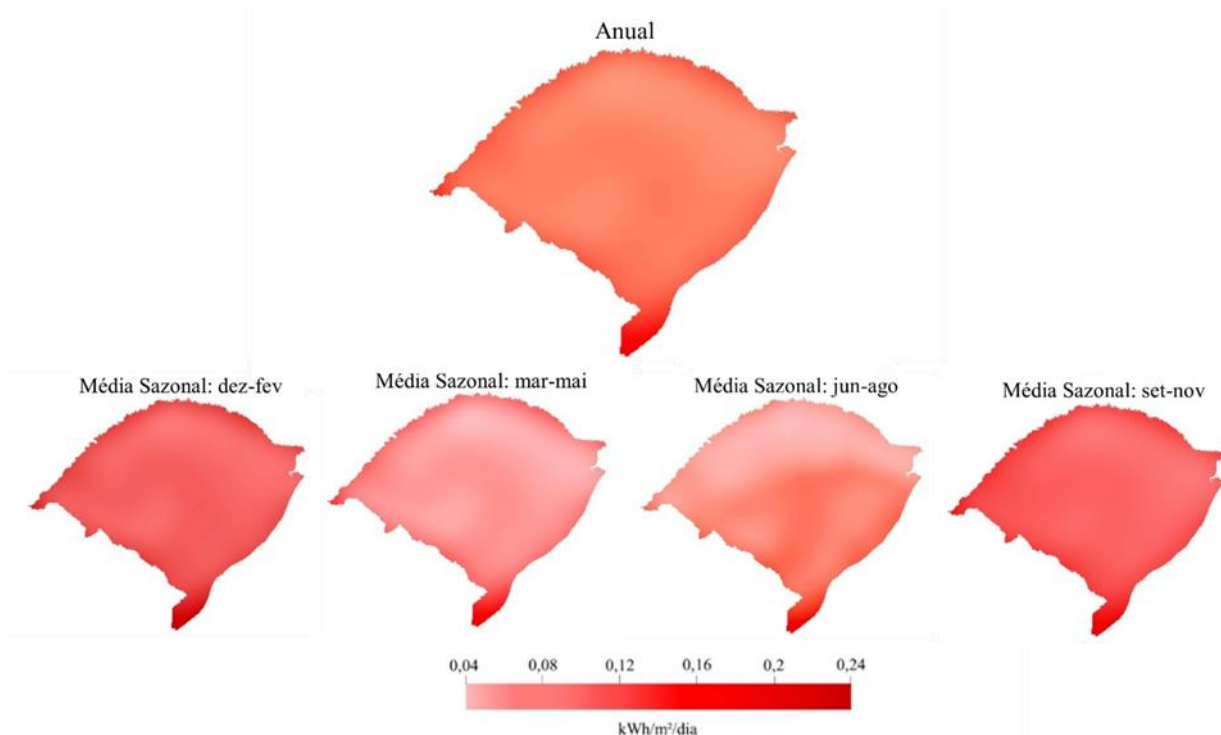 Anual
Média Sazonal: dez-fev
Média Sazonal: mar-mai
Média Sazonal: jun-ago
Média Sazonal: set-nov
0,04 0,08 0,12 0,16 0,2 0,24
kWh/m²/dia